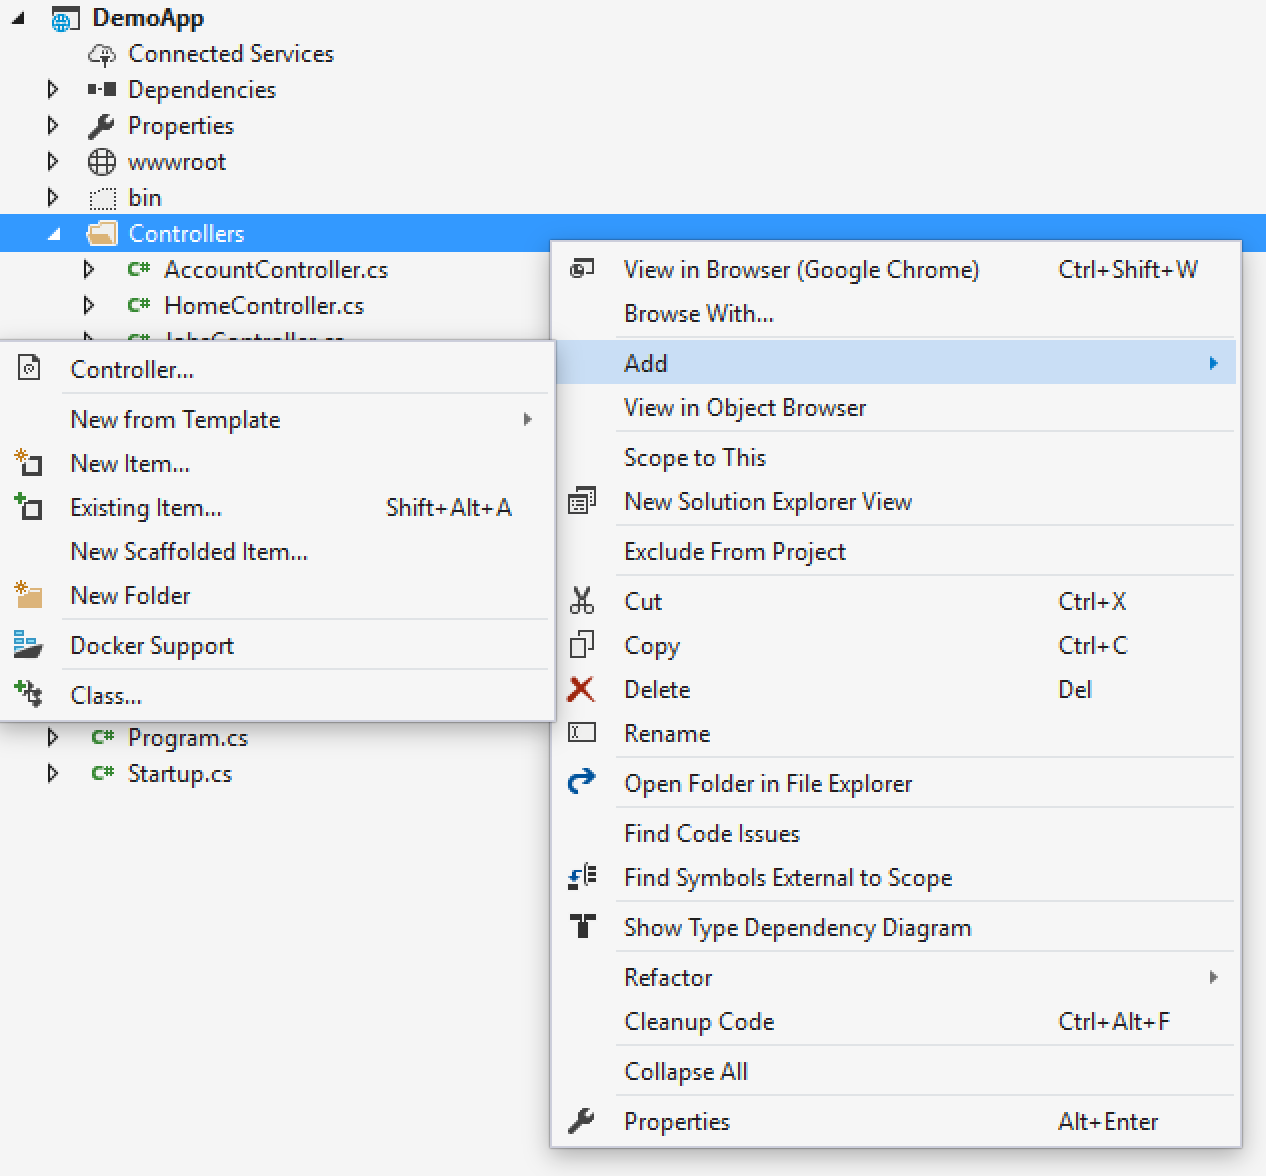 DemoApp
Connected Services
Dependencies
Properties
wwwroot
bin
Controllers
C# AccountController.cs
C# HomeController.cs
Controller...
New from Template
New Item...
Existing Item... Shift+Alt+A
New Scaffolded Item...
New Folder
Docker Support
Class...
C# Program.cs
C# Startup.cs
View in Browser (Google Chrome) Ctrl+Shift+W
Browse With...
Add
View in Object Browser
Scope to This
New Solution Explorer View
Exclude From Project
Cut Ctrl+X
Copy Ctrl+C
Delete Del
Rename
Open Folder in File Explorer
Find Code Issues
Find Symbols External to Scope
Show Type Dependency Diagram
Refactor
Cleanup Code Ctrl+Alt+F
Collapse All
Properties Alt+Enter